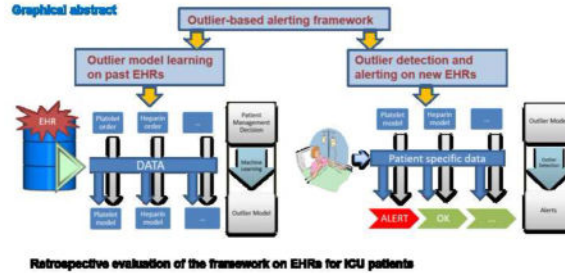 Graphical abstract
Outlier-based alerting framework
Outlier model learning
on past EHRs
Outlier detection and
alerting on new EHRs
EHR
Platelet
order
Heparin
order
...
Patient
Management
Decision
DATA
Machine
Learning
Platelet
model
Heparin
model
...
Outlier Model
Platelet
model
Heparin
model
...
Outlier Model
Patient specific data
Outlier
Detection
ALERT
OK
...
Alerts
Retrospective evaluation of the framework on EHRs for ICU patients